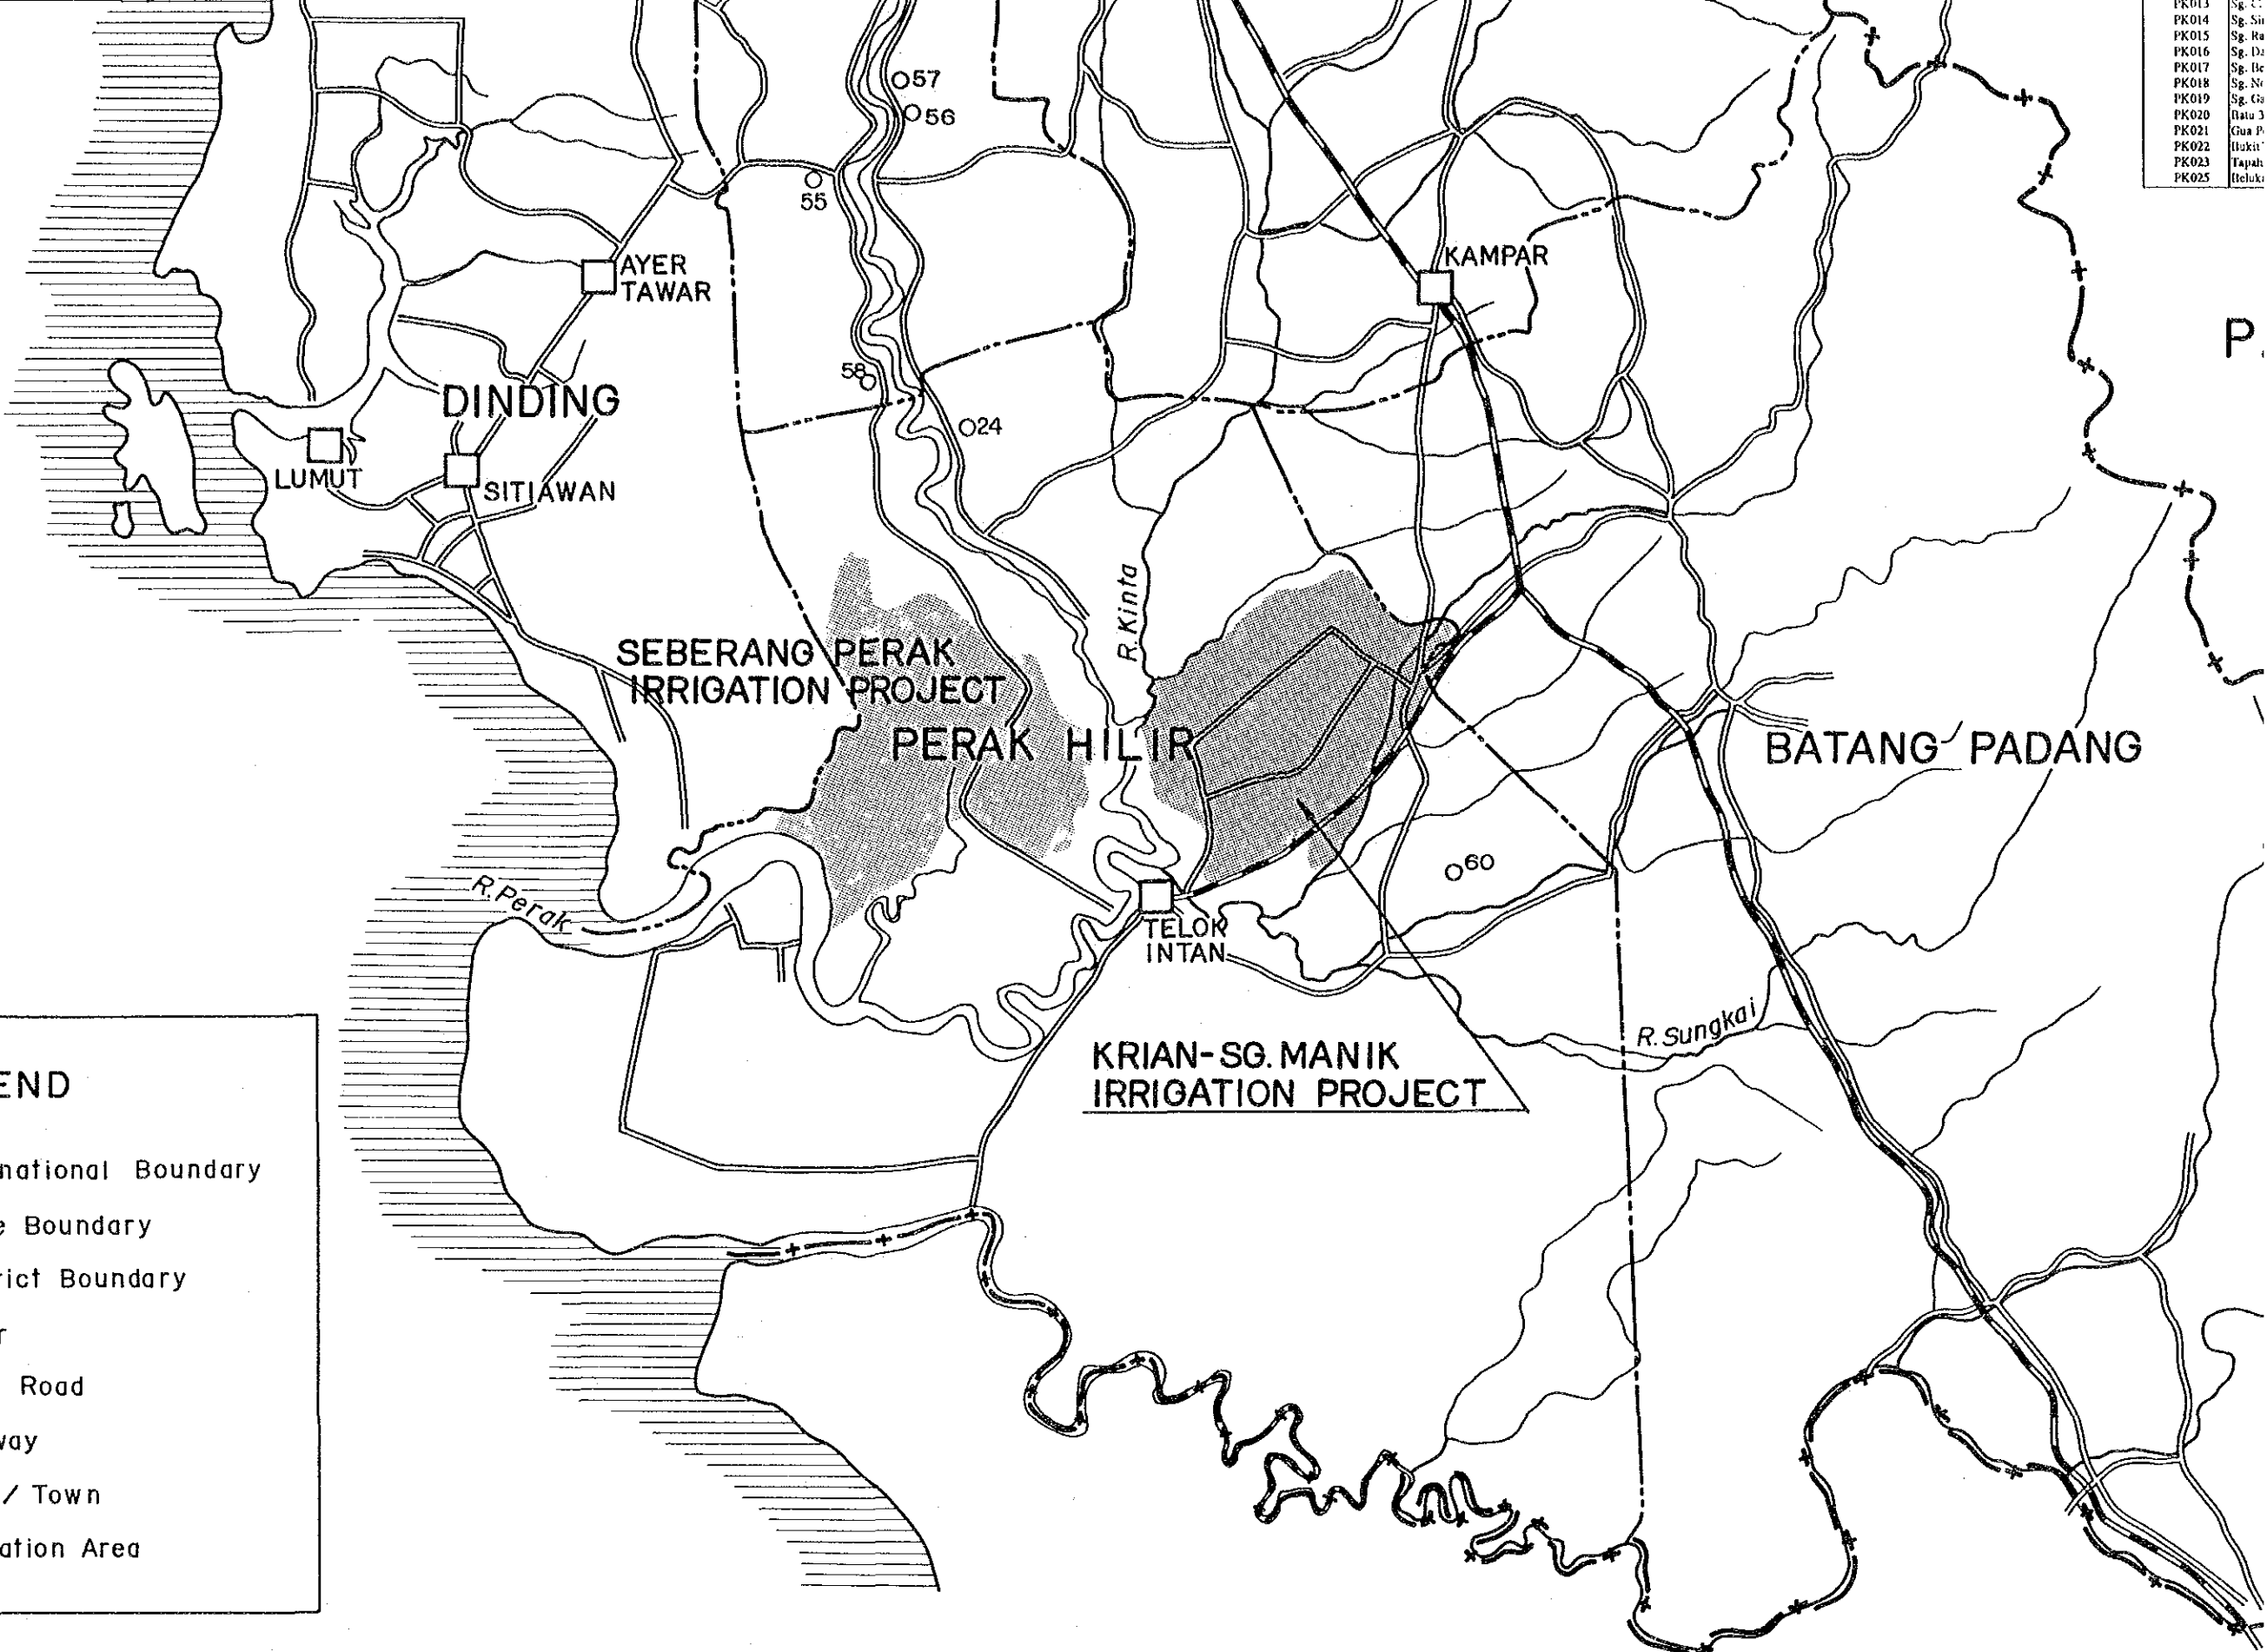 PK013
PK014
PK015
PK016
PK017
PK018
PK019
PK020
PK021
PK022
PK023 Tapah
PK025
57
56
55
AYER
TAWAR
KAMPAR
P
58
DINDING
24
LUMUT
SITIAWAN
R.Kinta
SEBERANG PERAK
IRRIGATION PROJECT
PERAK HILIR
BATANG PADANG
60
R.Perak
TELOK
INTAN
R.Sungkai
KRIAN-SG.MANIK
IRRIGATION PROJECT
END
national Boundary
e Boundary
rict Boundary
r
Road
way
/ Town
ation Area